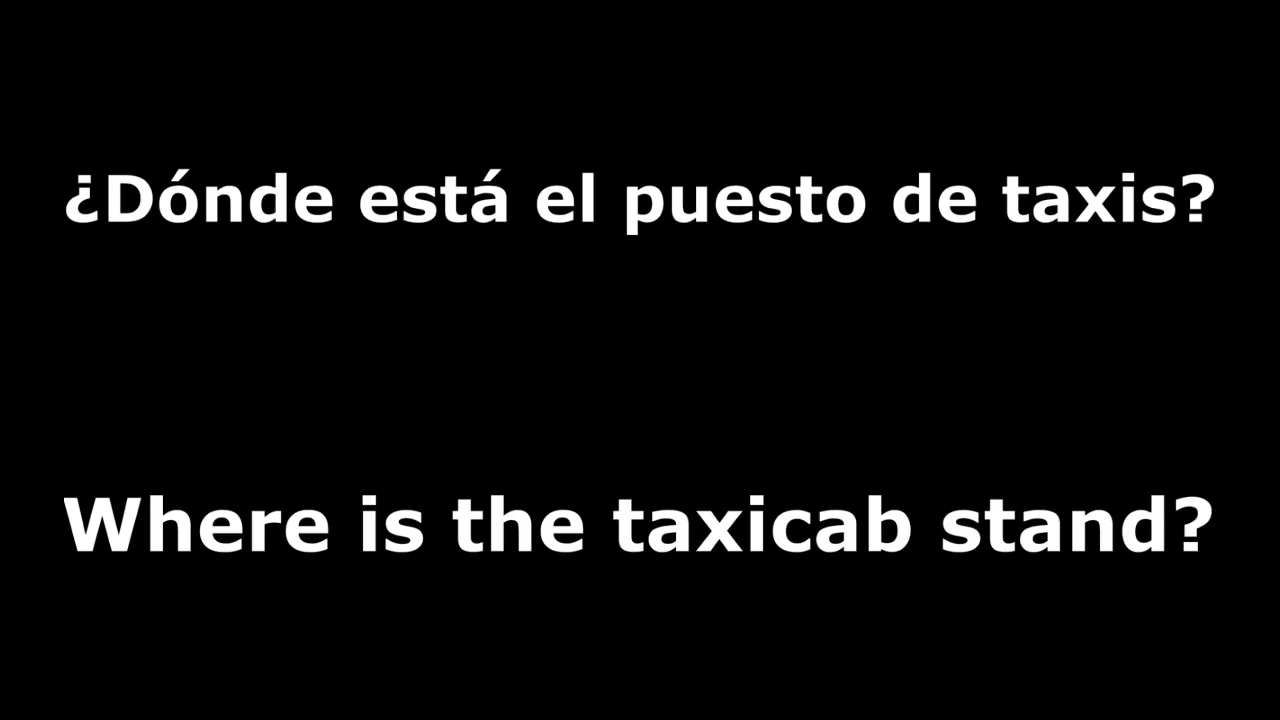 ¿Dónde está el puesto de taxis?
Where is the taxicab stand?